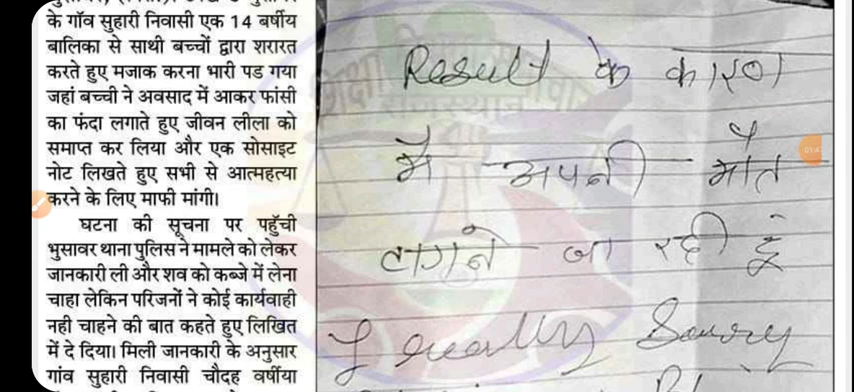 के गॉव सुहारी निवासी एक 14 बर्षीय
बालिका से साथी बच्चों द्वारा शरारत
करते हुए मजाक करना भारी पड गया
जहां बच्ची ने अवसाद में आकर फांसी
का फंदा लगाते हुए जीवन लीला को
समाप्त कर लिया और एक सोसाइट
नोट लिखते हुए सभी से आत्महत्या
करने के लिए माफी मांगी।
घटना की सूचना पर पहुॅची
भुसावर थाना पुलिस ने मामले को लेकर
जानकारी ली और शव को कब्जे में लेना
चाहा लेकिन परिजनों ने कोई कार्यवाही
नही चाहने की बात कहते हुए लिखित
में दे दिया। मिली जानकारी के अनुसार
गांव सुहारी निवासी चौदह वर्षीया
Result के कारण
मै अपनी मौत
लगाने जा रही हूं
I really Sowry